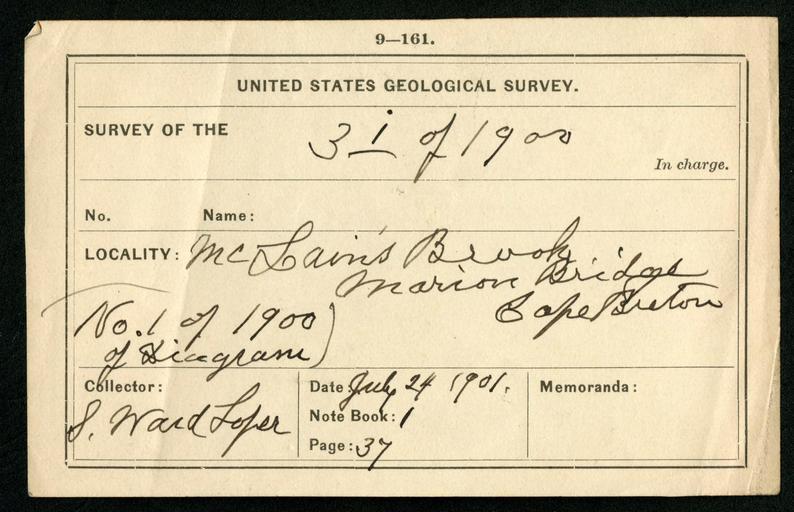 9—161.
UNITED STATES GEOLOGICAL SURVEY.
SURVEY OF THE 3 i of 1900
In charge.
No. Name:
LOCALITY: McLain's Brook
Marion Bridge
Cape Breton
No. 1 of 1900)
of Diagram)
Collector: Date: July 24 1901. Memoranda:
S. Ward Loper Note Book: 1
Page: 37